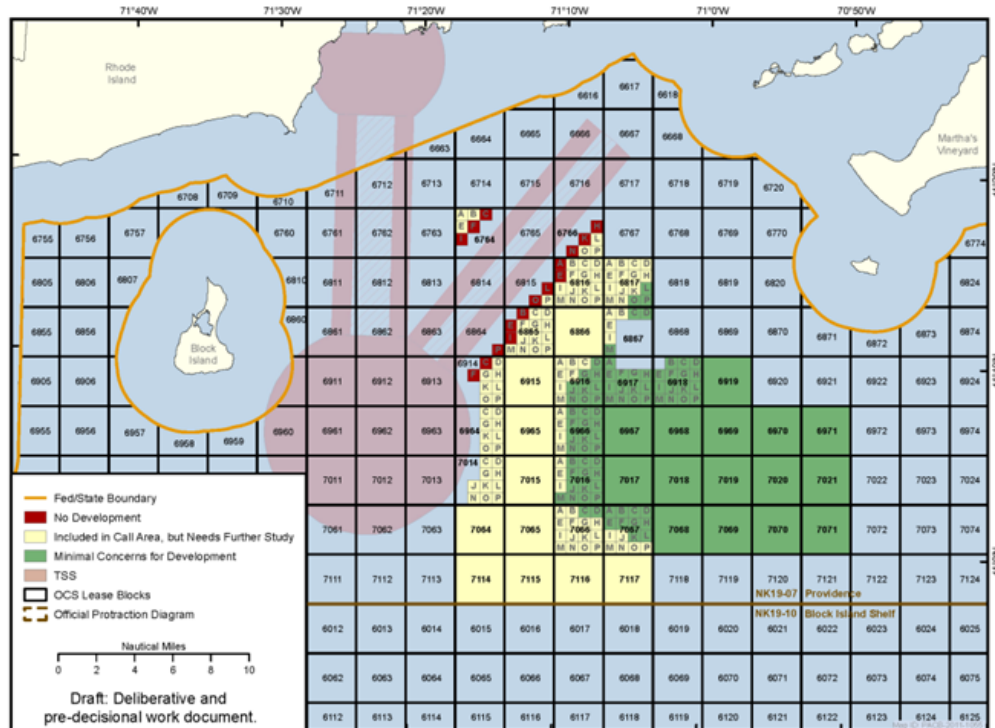 71°40'W 71°30'W 71°20'W 71°10'W 71°0'W 70°50'W
Rhode
Island
Martha's
Vineyard
6616 6617 6618
6663 6664 6665 6666 6667 6668
6711 6712 6713 6714 6715 6716 6717 6718 6719 6720
6708 6709 6710
6755 6756 6757 6760 6761 6762 6763 6764 6765 6766 6767 6768 6769 6770 6774
A B C
E F
I
H
K L
N O P
6805 6806 6807 6810 6811 6812 6813 6814 6815 6816 6817 6818 6819 6820 6824
A B C D A B C D
E F G H E F G H
L I J K L I J K L
O M N O P M N O P
6855 6856 6860 6861 6862 6863 6864 6865 6866 6867 6868 6869 6871 6872 6873 6874
B C D A B C D
E F G H E
I J K L I
P M N O P M
Block
Island
6905 6906 6911 6912 6913 6914 6915 6916 6917 6918 6919 6920 6921 6922 6923 6924
C D A B C D A B C D
F G H E F G H E F G H E F G H
K L I J K L I J K L I J K L
O P M N O P M N O P M N O P
6955 6956 6957 6958 6959 6960 6961 6962 6963 6964 6965 6966 6967 6968 6969 6970 6971 6972 6973 6974
C D A B C D
G H E F G H
K L I J K L
O P M N O P
7011 7012 7013 7014 7015 7016 7017 7018 7019 7020 7021 7022 7023 7024
C D A B C D
G H E F G H
J K L I J K L
N O P M N O P
7061 7062 7063 7064 7065 7066 7067 7068 7069 7070 7071 7072 7073 7074
A B C D A B C D
E F G H E F G H
I J K L I J K L
M N O P M N O P
7111 7112 7113 7114 7115 7116 7117 7118 7119 7120 7121 7122 7123 7124
NK19-07 Providence
NK19-10 Block Island Shelf
6012 6013 6014 6015 6016 6017 6018 6019 6020 6021 6022 6023 6024 6025
6062 6063 6064 6065 6066 6067 6068 6069 6070 6071 6072 6073 6074 6075
6112 6113 6114 6115 6116 6117 6118 6119 6120 6121 6122 6123 6124 6125
Fed/State Boundary
No Development
Included in Call Area, but Needs Further Study
Minimal Concerns for Development
TSS
OCS Lease Blocks
Official Protraction Diagram
Nautical Miles
0 2 4 6 8 10
Draft: Deliberative and
pre-decisional work document.